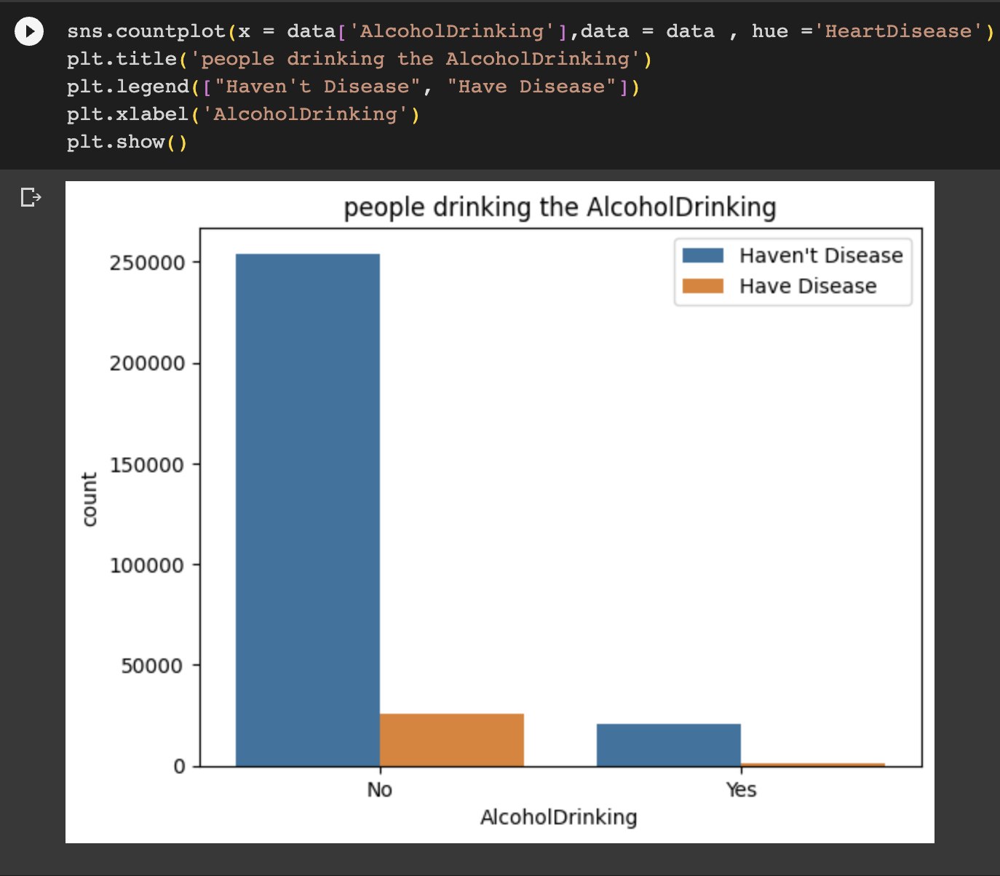 sns.countplot(x = data['AlcoholDrinking'],data = data , hue ='HeartDisease')
plt.title('people drinking the AlcoholDrinking')
plt.legend(["Haven't Disease", "Have Disease"])
plt.xlabel('AlcoholDrinking')
plt.show()
people drinking the AlcoholDrinking
Haven't Disease
Have Disease
250000
200000
150000
100000
50000
0
count
No Yes
AlcoholDrinking